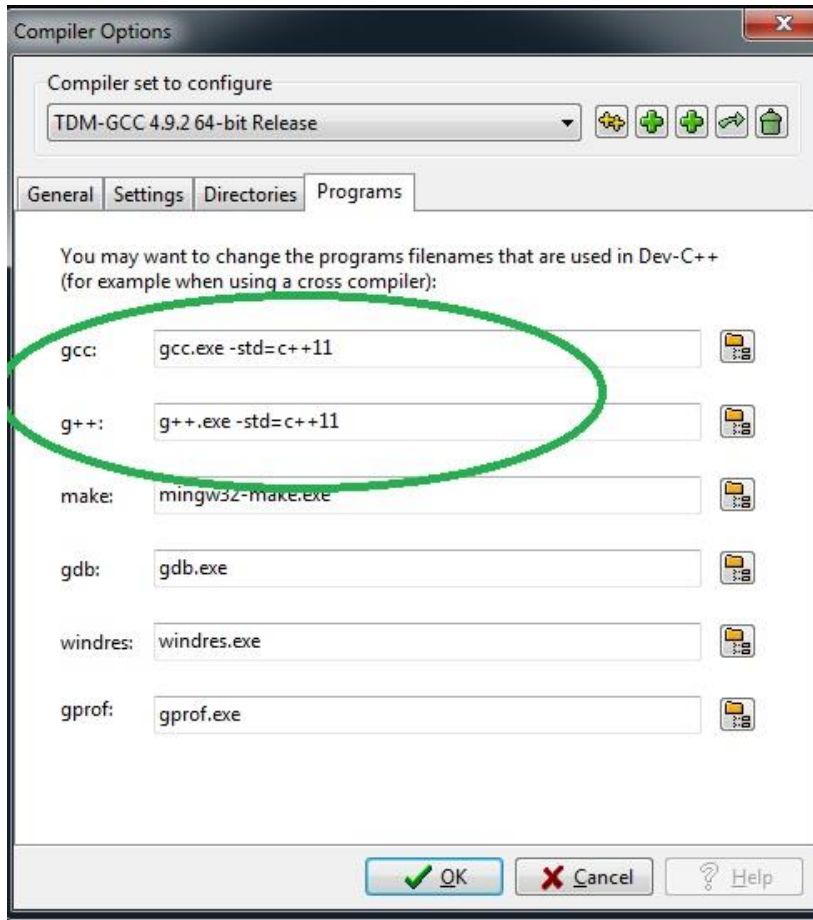 Compiler Options
Compiler set to configure
TDM-GCC 4.9.2 64-bit Release
General Settings Directories Programs
You may want to change the programs filenames that are used in Dev-C++
(for example when using a cross compiler):
gcc: gcc.exe -std=c++11
g++: g++.exe -std=c++11
make: mingw32-make.exe
gdb: gdb.exe
windres: windres.exe
gprof: gprof.exe
OK Cancel Help